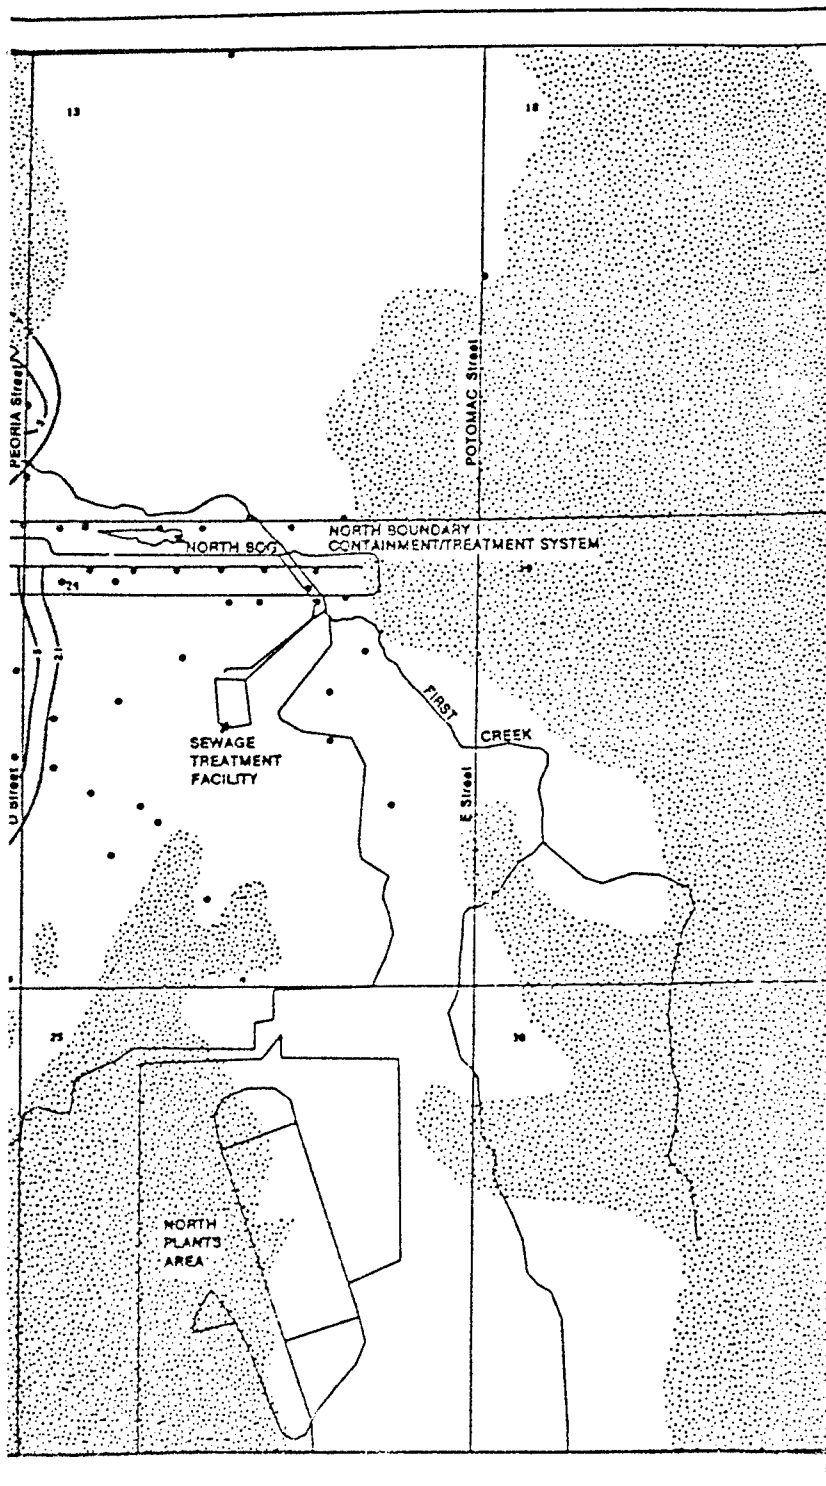 13
18
PEORIA Street
POTOMAC Street
NORTH BOUNDARY
CONTAINMENT/TREATMENT SYSTEM
NORTH BOG
24
21
FIRST
CREEK
SEWAGE
TREATMENT
FACILITY
D Street
E Street
25
30
NORTH
PLANTS
AREA